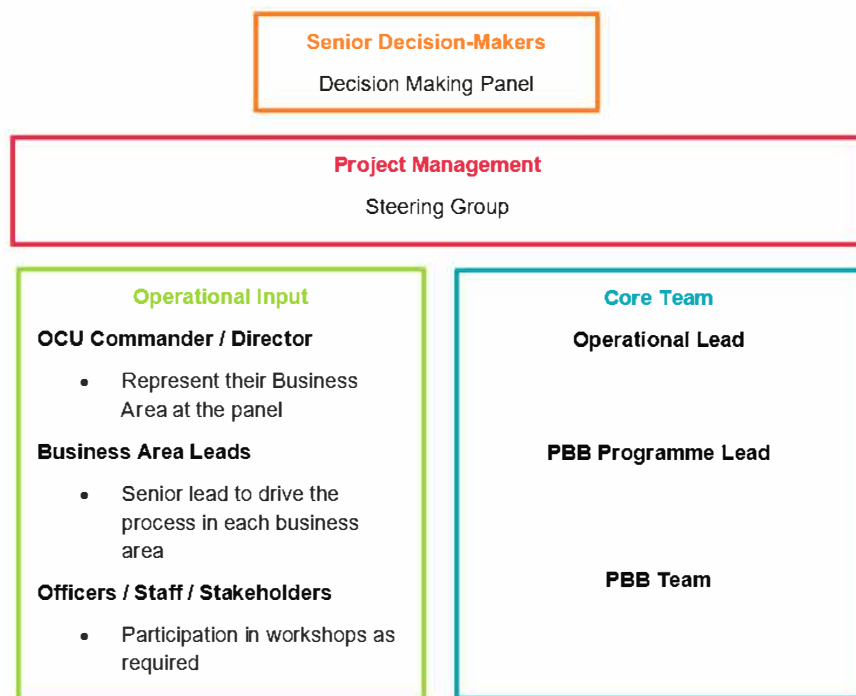 Senior Decision-Makers
Decision Making Panel
Project Management
Steering Group
Operational Input
OCU Commander / Director
• Represent their Business
Area at the panel
Business Area Leads
• Senior lead to drive the
process in each business
area
Officers / Staff / Stakeholders
• Participation in workshops as
required
Core Team
Operational Lead
PBB Programme Lead
PBB Team